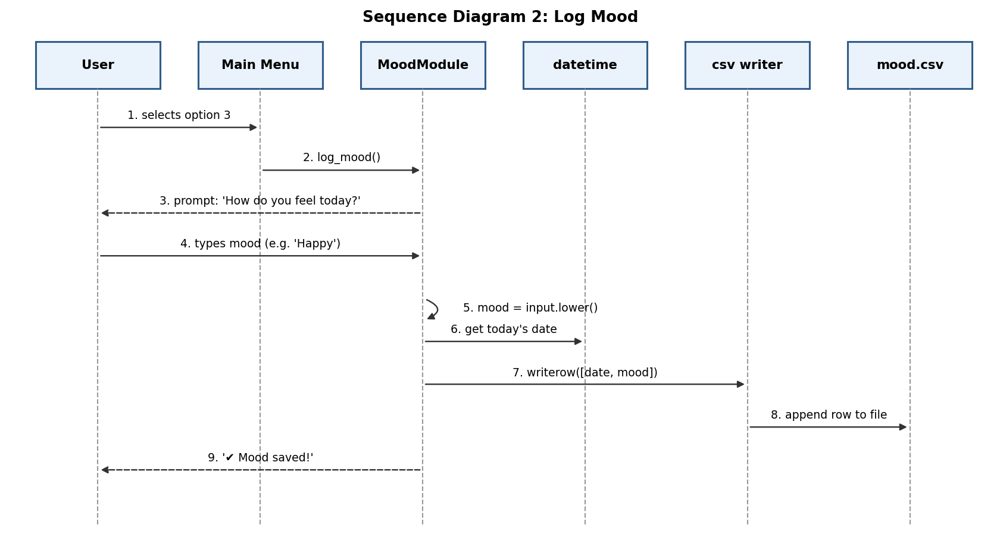 Sequence Diagram 2: Log Mood
User
Main Menu
MoodModule
datetime
csv writer
mood.csv
1. selects option 3
2. log_mood()
3. prompt: 'How do you feel today?'
4. types mood (e.g. 'Happy')
5. mood = input.lower()
6. get today's date
7. writerow([date, mood])
8. append row to file
9. '✔ Mood saved!'